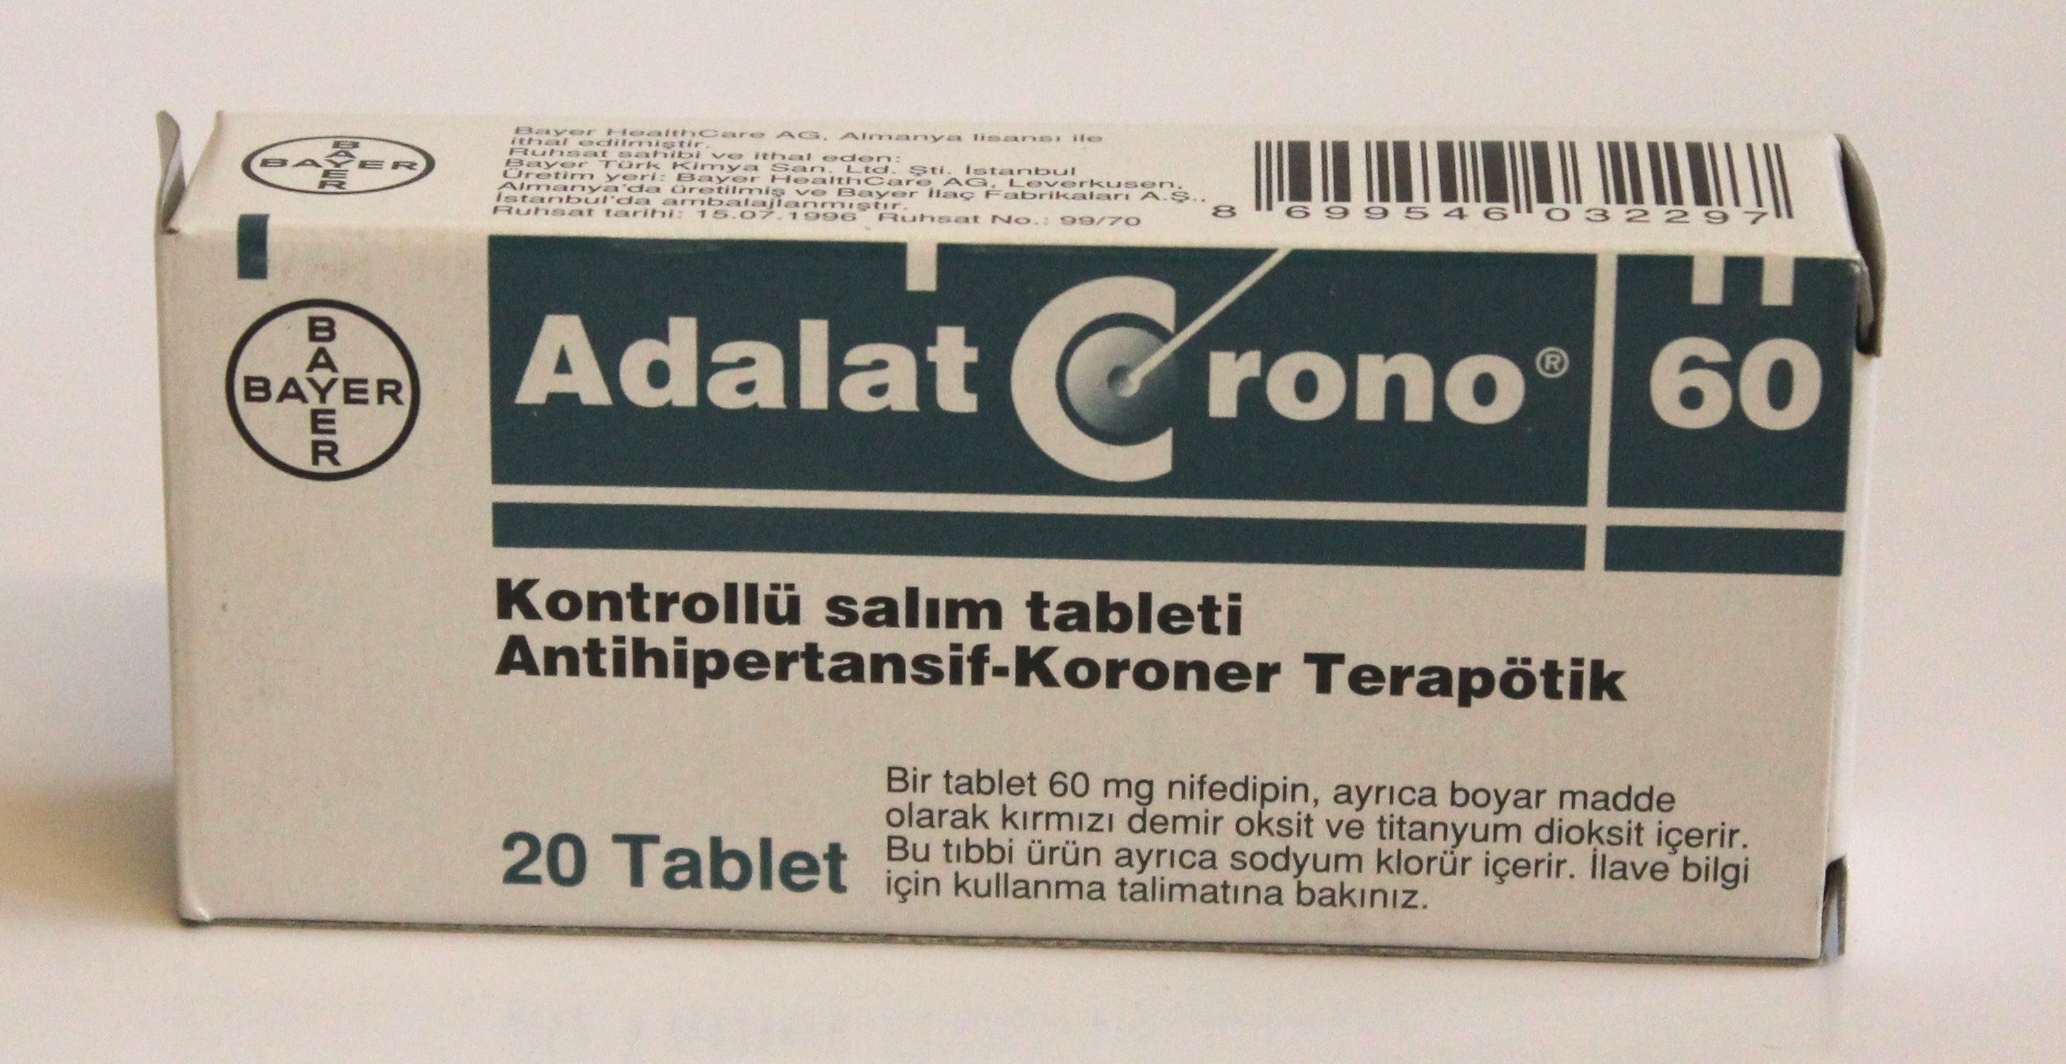 BAYER
BAYER
Bayer HealthCare AG, Almanya lisansı ile
ithal edilmiştir.
Ruhsat sahibi ve ithal eden:
Bayer Türk Kimya San. Ltd. Şti. İstanbul
Üretim yeri: Bayer HealthCare AG, Leverkusen,
Almanya'da üretilmiş ve Bayer İlaç Fabrikaları A.Ş.,
İstanbul'da ambalajlanmıştır.
Ruhsat tarihi: 15.07.1996 Ruhsat No.: 99/70
8 699546 032297
BAYER
BAYER
Adalat Crono® 60
Kontrollü salım tableti
Antihipertansif-Koroner Terapötik
20 Tablet
Bir tablet 60 mg nifedipin, ayrıca boyar madde
olarak kırmızı demir oksit ve titanyum dioksit içerir.
Bu tıbbi ürün ayrıca sodyum klorür içerir. İlave bilgi
için kullanma talimatına bakınız.